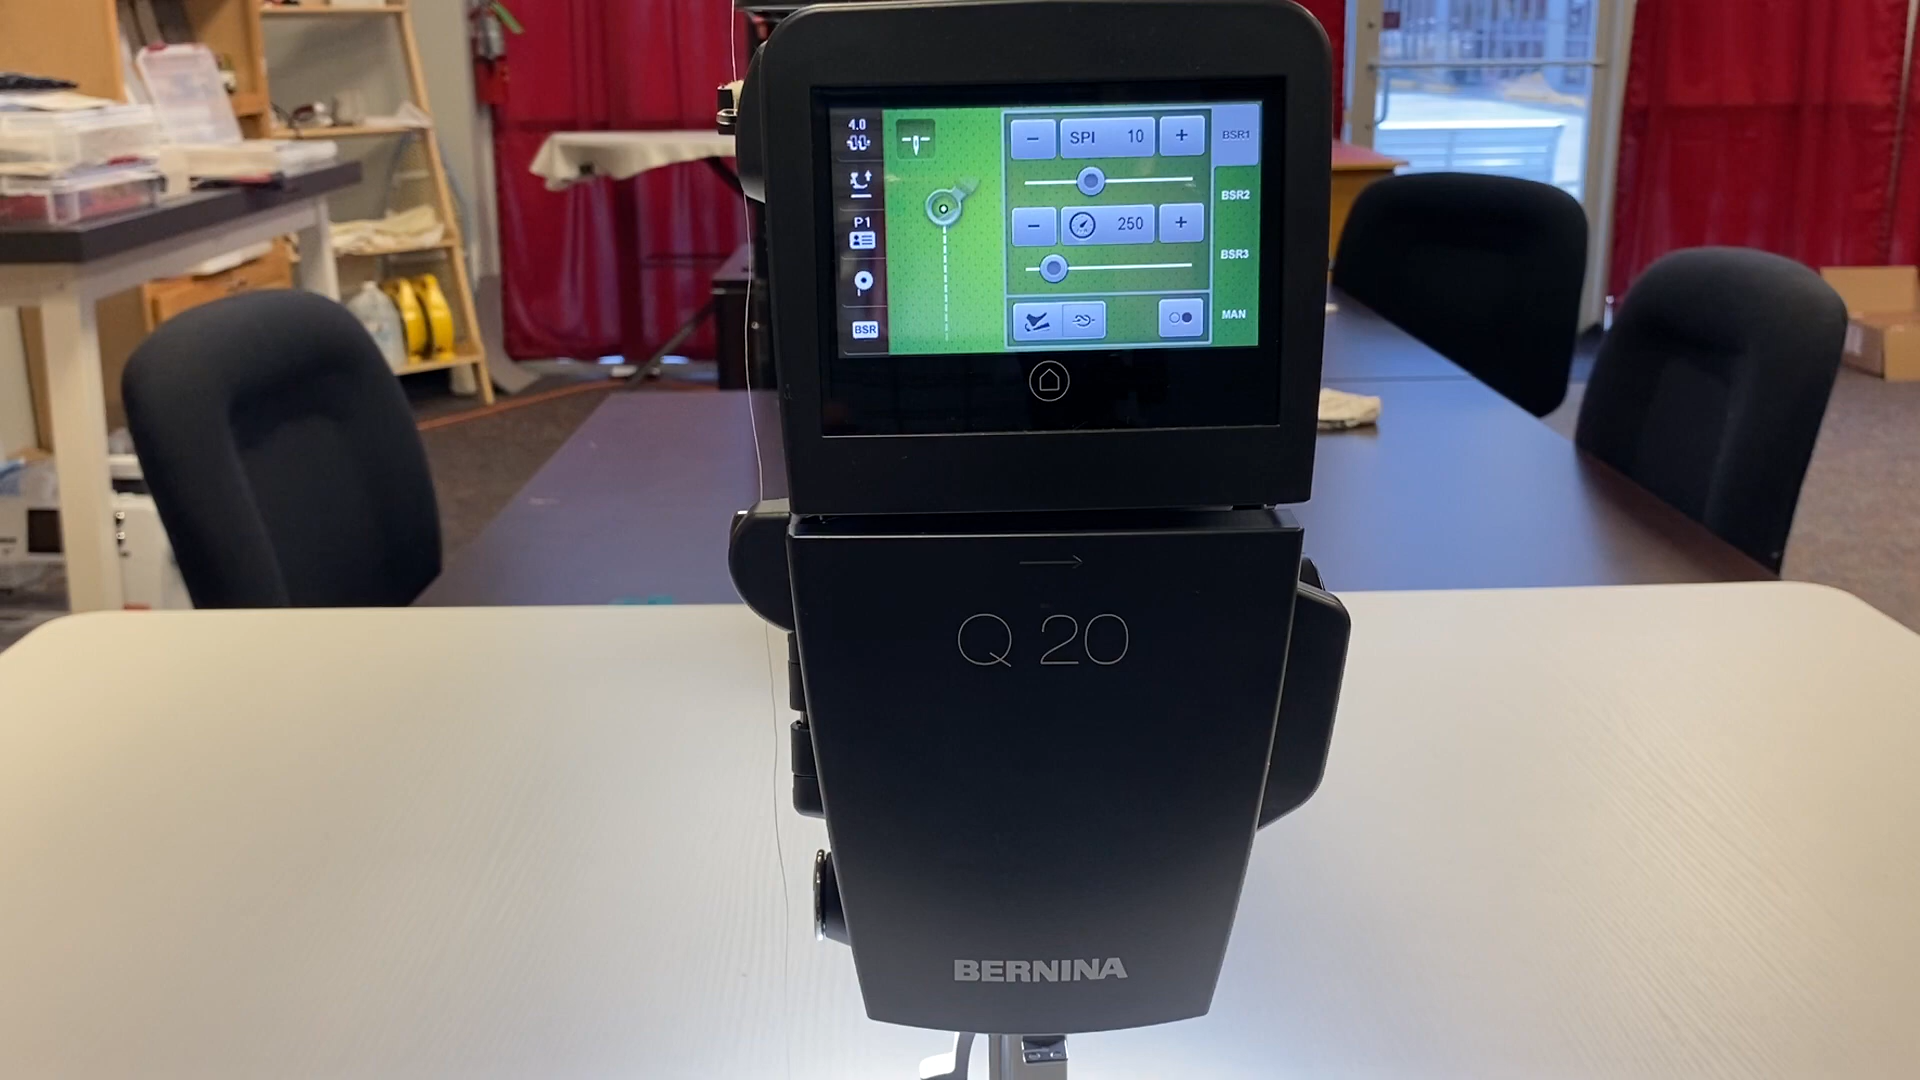 4.0
P1
BSR
SPI 10
250
BSR1
BSR2
BSR3
MAN
Q 20
BERNINA